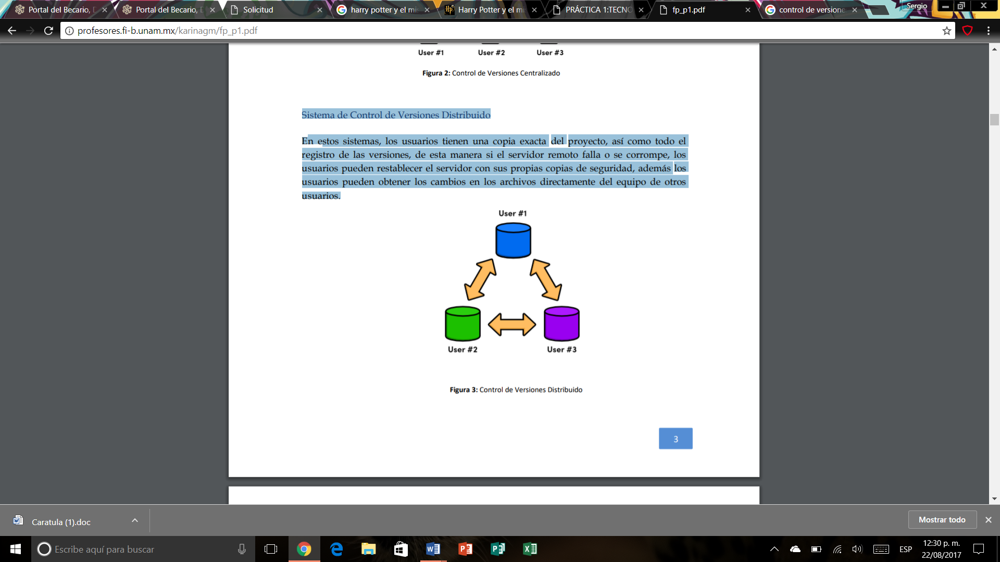 Portal del Becario, D
Portal del Becario, D
Solicitud
harry potter y el mis
Harry Potter y el mi
PRÁCTICA 1:TECNO
fp_p1.pdf
control de versione
Sergio
profesores.fi-b.unam.mx/karinagm/fp_p1.pdf
User #1 User #2 User #3
Figura 2: Control de Versiones Centralizado
Sistema de Control de Versiones Distribuido
En estos sistemas, los usuarios tienen una copia exacta del proyecto, así como todo el
registro de las versiones, de esta manera si el servidor remoto falla o se corrompe, los
usuarios pueden restablecer el servidor con sus propias copias de seguridad, además los
usuarios pueden obtener los cambios en los archivos directamente del equipo de otros
usuarios.
User #1
User #2 User #3
Figura 3: Control de Versiones Distribuido
3
Caratula (1).doc
Mostrar todo
Escribe aquí para buscar
ESP
12:30 p. m.
22/08/2017